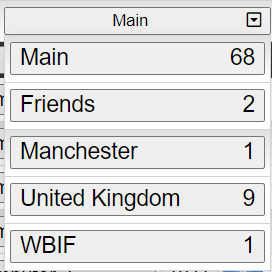 Main
Main 68
Friends 2
Manchester 1
United Kingdom 9
WBIF 1